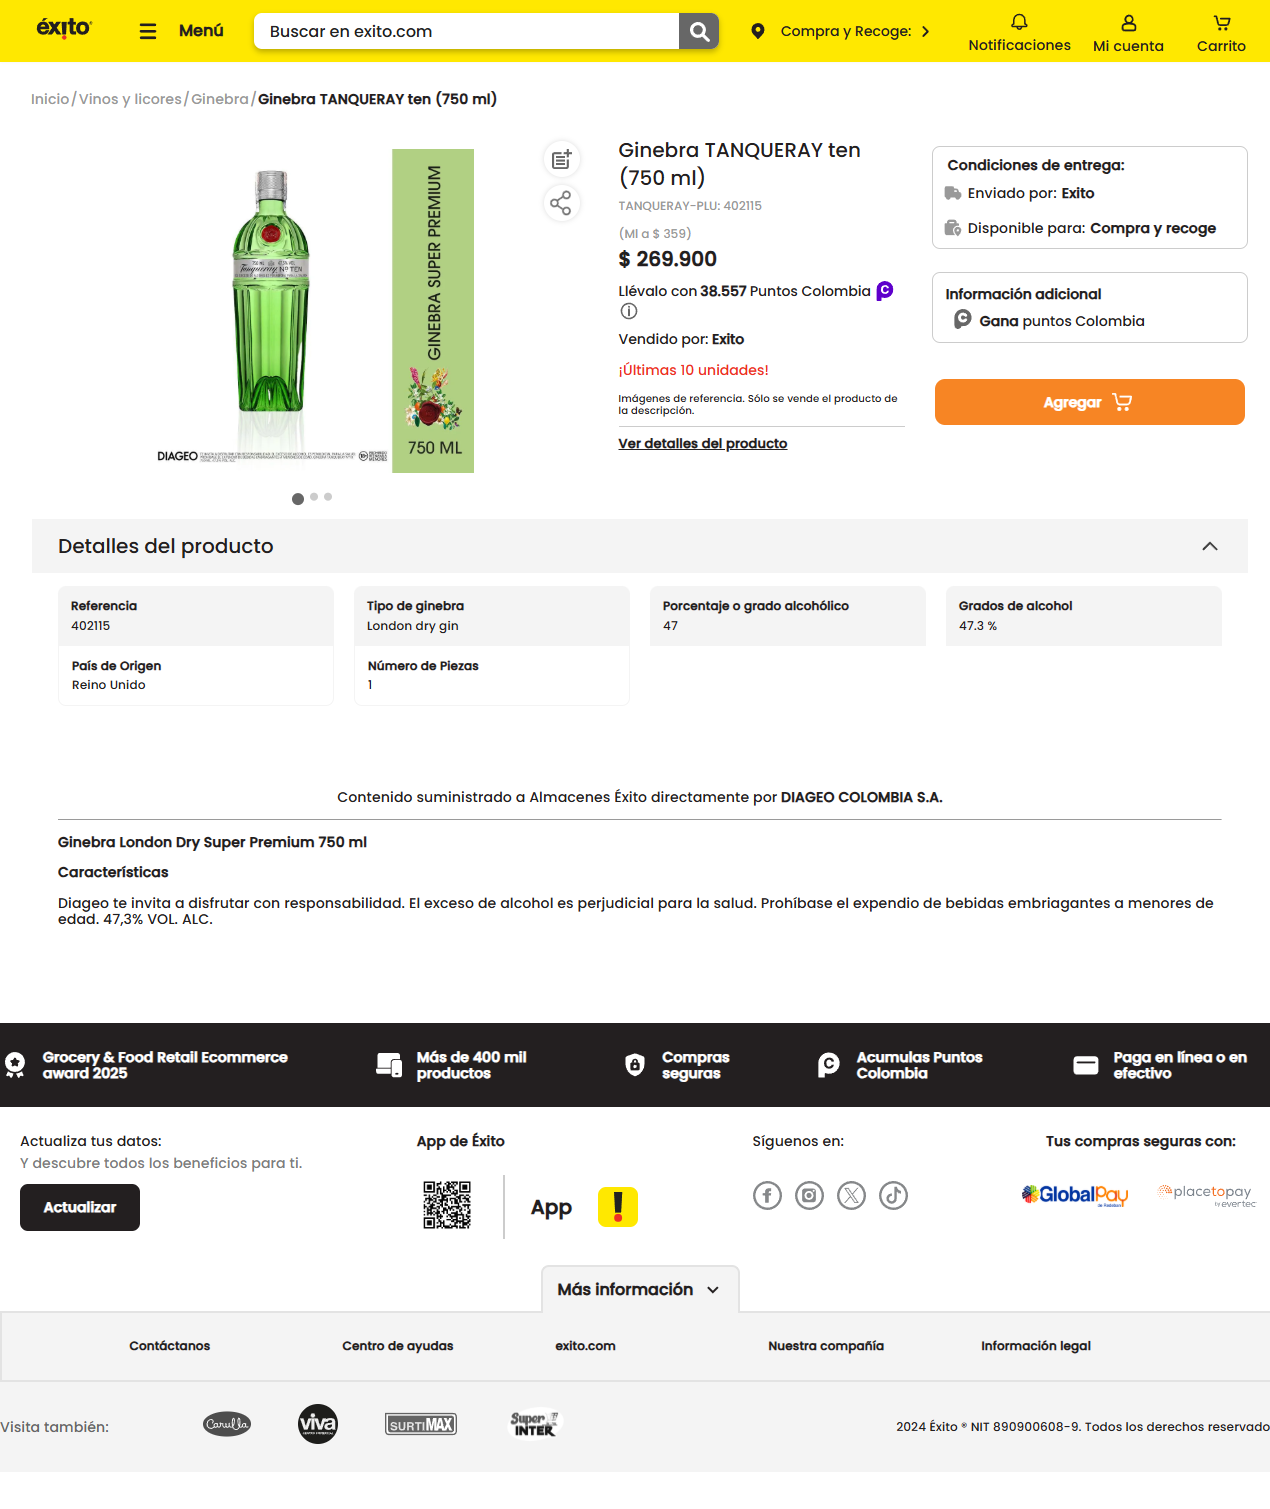 éxito
Menú
Buscar en exito.com
Compra y Recoge:
Notificaciones
Mi cuenta
Carrito
Inicio/Vinos y licores/Ginebra/Ginebra TANQUERAY ten (750 ml)
Tanqueray Nº TEN
GINEBRA SUPER PREMIUM
750 ML
DIAGEO
Ginebra TANQUERAY ten
(750 ml)
TANQUERAY-PLU: 402115
(Ml a $ 359)
$ 269.900
Llévalo con 38.557 Puntos Colombia
Vendido por: Exito
¡Últimas 10 unidades!
Imágenes de referencia. Sólo se vende el producto de
la descripción.
Ver detalles del producto
Condiciones de entrega:
Enviado por: Exito
Disponible para: Compra y recoge
Información adicional
Gana puntos Colombia
Agregar
Detalles del producto
Referencia
402115
Tipo de ginebra
London dry gin
Porcentaje o grado alcohólico
47
Grados de alcohol
47.3 %
País de Origen
Reino Unido
Número de Piezas
1
Contenido suministrado a Almacenes Éxito directamente por DIAGEO COLOMBIA S.A.
Ginebra London Dry Super Premium 750 ml
Características
Diageo te invita a disfrutar con responsabilidad. El exceso de alcohol es perjudicial para la salud. Prohíbase el expendio de bebidas embriagantes a menores de
edad. 47,3% VOL. ALC.
Grocery & Food Retail Ecommerce
award 2025
Más de 400 mil
productos
Compras
seguras
Acumulas Puntos
Colombia
Paga en línea o en
efectivo
Actualiza tus datos:
Y descubre todos los beneficios para ti.
Actualizar
App de Éxito
App
Síguenos en:
Tus compras seguras con:
GlobalPay
placetopay
by evertec
Más información
Contáctanos
Centro de ayudas
exito.com
Nuestra compañía
Información legal
Visita también:
Carulla
viva
SURTIMAX
Super
INTER
2024 Éxito ® NIT 890900608-9. Todos los derechos reservado